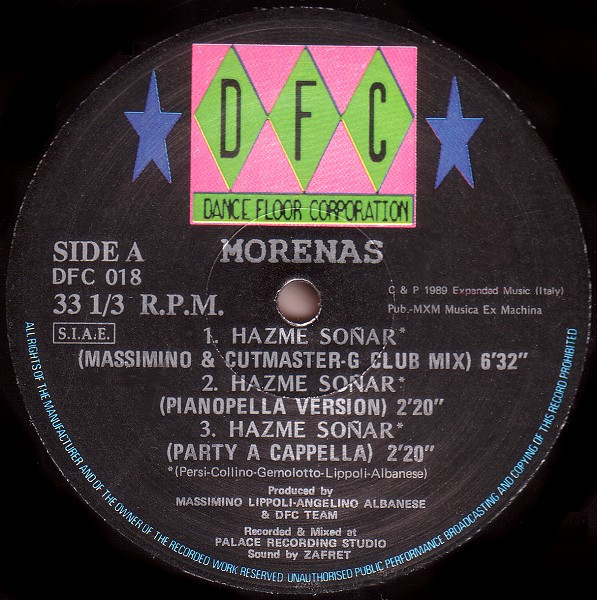 D F C
DANCE FLOOR CORPORATION
MORENAS
SIDE A
DFC 018
33 1/3 R.P.M.
S.I.A.E.
C & P 1989 Expanded Music (Italy)
Pub.-MXM Musica Ex Machina
1. HAZME SOÑAR*
(MASSIMINO & CUTMASTER-G CLUB MIX) 6'32"
2. HAZME SOÑAR*
(PIANOPELLA VERSION) 2'20"
3. HAZME SOÑAR*
(PARTY A CAPPELLA) 2'20"
*(Persi-Collino-Gemolotto-Lippoli-Albanese)
Produced by
MASSIMINO LIPPOLI-ANGELINO ALBANESE
& DFC TEAM
Recorded & Mixed at
PALACE RECORDING STUDIO
Sound by ZAFRET
ALL RIGHTS OF THE MANUFACTURER AND OF THE OWNER OF THE RECORDED WORK RESERVED UNAUTHORISED PUBLIC PERFORMANCE BROADCASTING AND COPYING OF THIS RECORD PROHIBITED